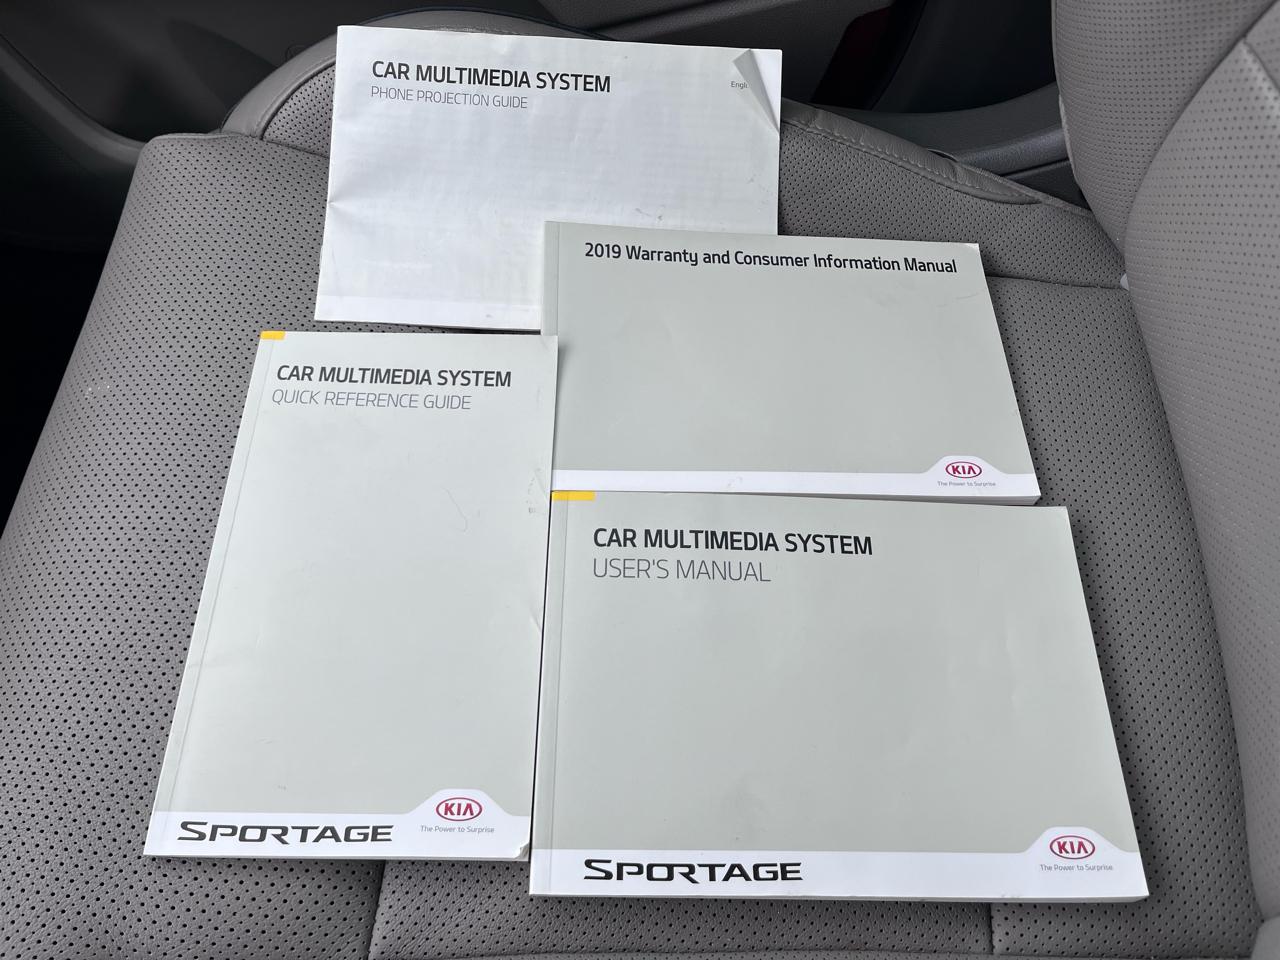 CAR MULTIMEDIA SYSTEM
PHONE PROJECTION GUIDE
2019 Warranty and Consumer Information Manual
KIA
The Power to Surprise
CAR MULTIMEDIA SYSTEM
QUICK REFERENCE GUIDE
SPORTAGE
KIA
The Power to Surprise
CAR MULTIMEDIA SYSTEM
USER'S MANUAL
SPORTAGE
KIA
The Power to Surprise